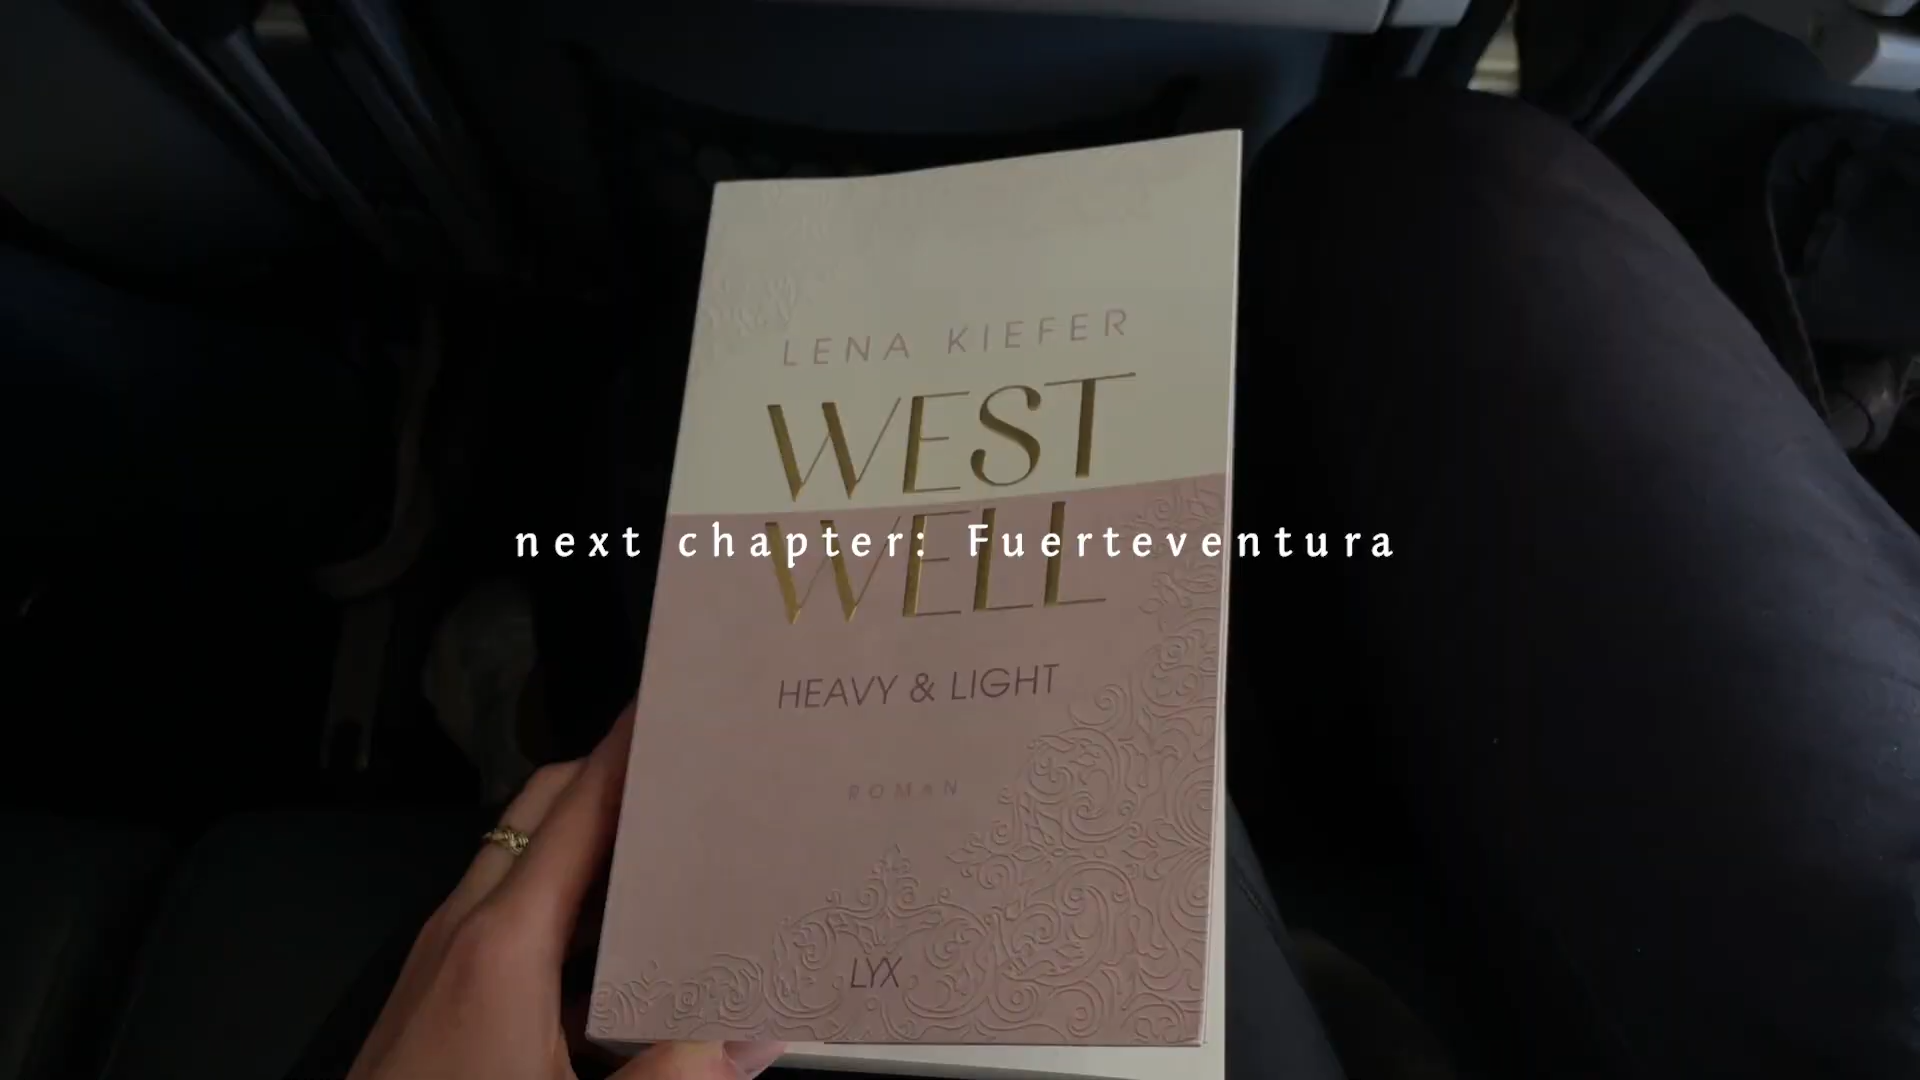 LENA KIEFER
WEST
WELL
next chapter: Fuerteventura
HEAVY & LIGHT
ROMAN
LYX